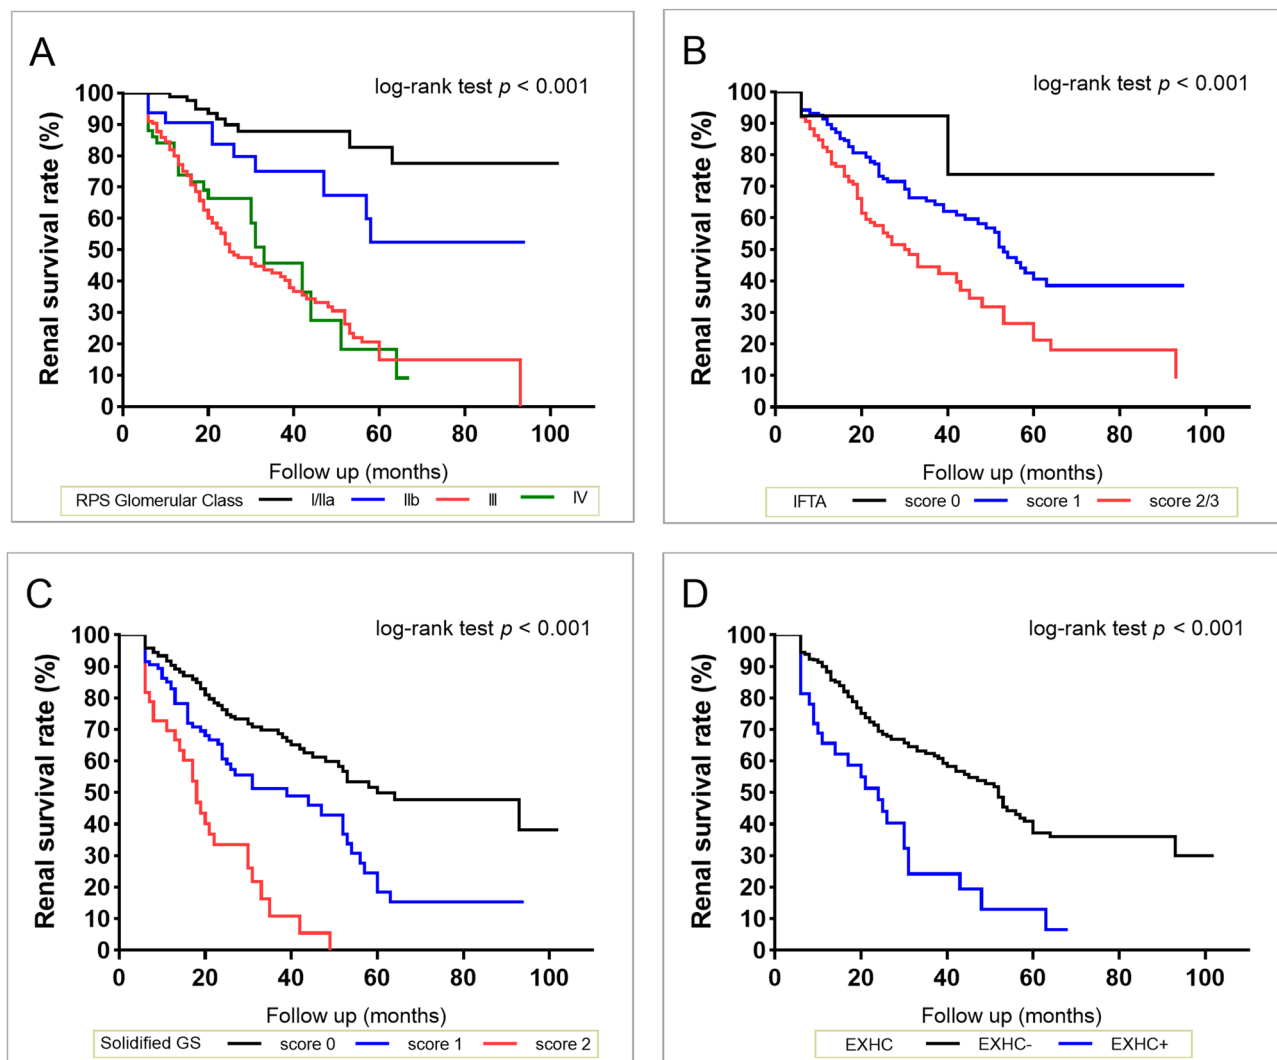 A
log-rank test p < 0.001
Renal survival rate (%)
100
90
80
70
60
50
40
30
20
10
0
0 20 40 60 80 100
Follow up (months)
RPS Glomerular Class I/IIa IIb III IV
B
log-rank test p < 0.001
Renal survival rate (%)
100
90
80
70
60
50
40
30
20
10
0
0 20 40 60 80 100
Follow up (months)
IFTA score 0 score 1 score 2/3
C
log-rank test p < 0.001
Renal survival rate (%)
100
90
80
70
60
50
40
30
20
10
0
0 20 40 60 80 100
Follow up (months)
Solidified GS score 0 score 1 score 2
D
log-rank test p < 0.001
Renal survival rate (%)
100
90
80
70
60
50
40
30
20
10
0
0 20 40 60 80 100
Follow up (months)
EXHC EXHC- EXHC+